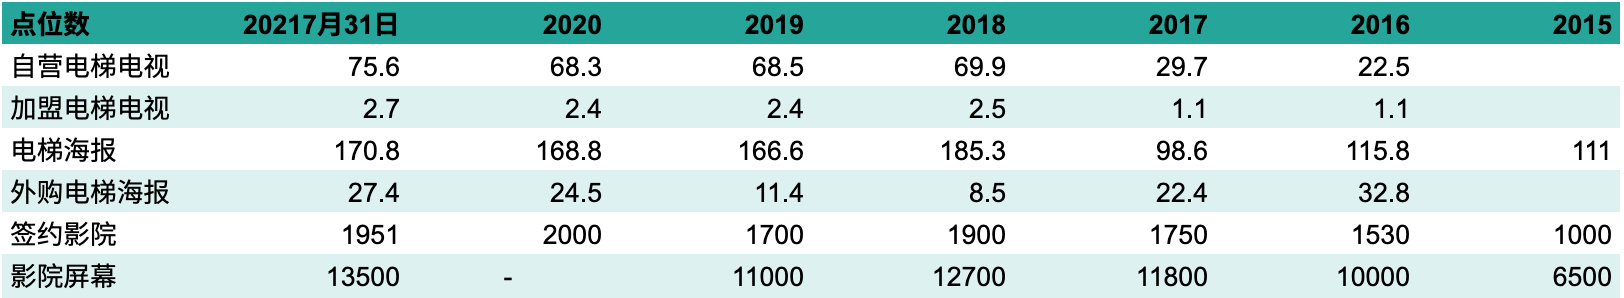 点位数 20217月31日 2020 2019 2018 2017 2016 2015
自营电梯电视 75.6 68.3 68.5 69.9 29.7 22.5
加盟电梯电视 2.7 2.4 2.4 2.5 1.1 1.1
电梯海报 170.8 168.8 166.6 185.3 98.6 115.8 111
外购电梯海报 27.4 24.5 11.4 8.5 22.4 32.8
签约影院 1951 2000 1700 1900 1750 1530 1000
影院屏幕 13500 - 11000 12700 11800 10000 6500